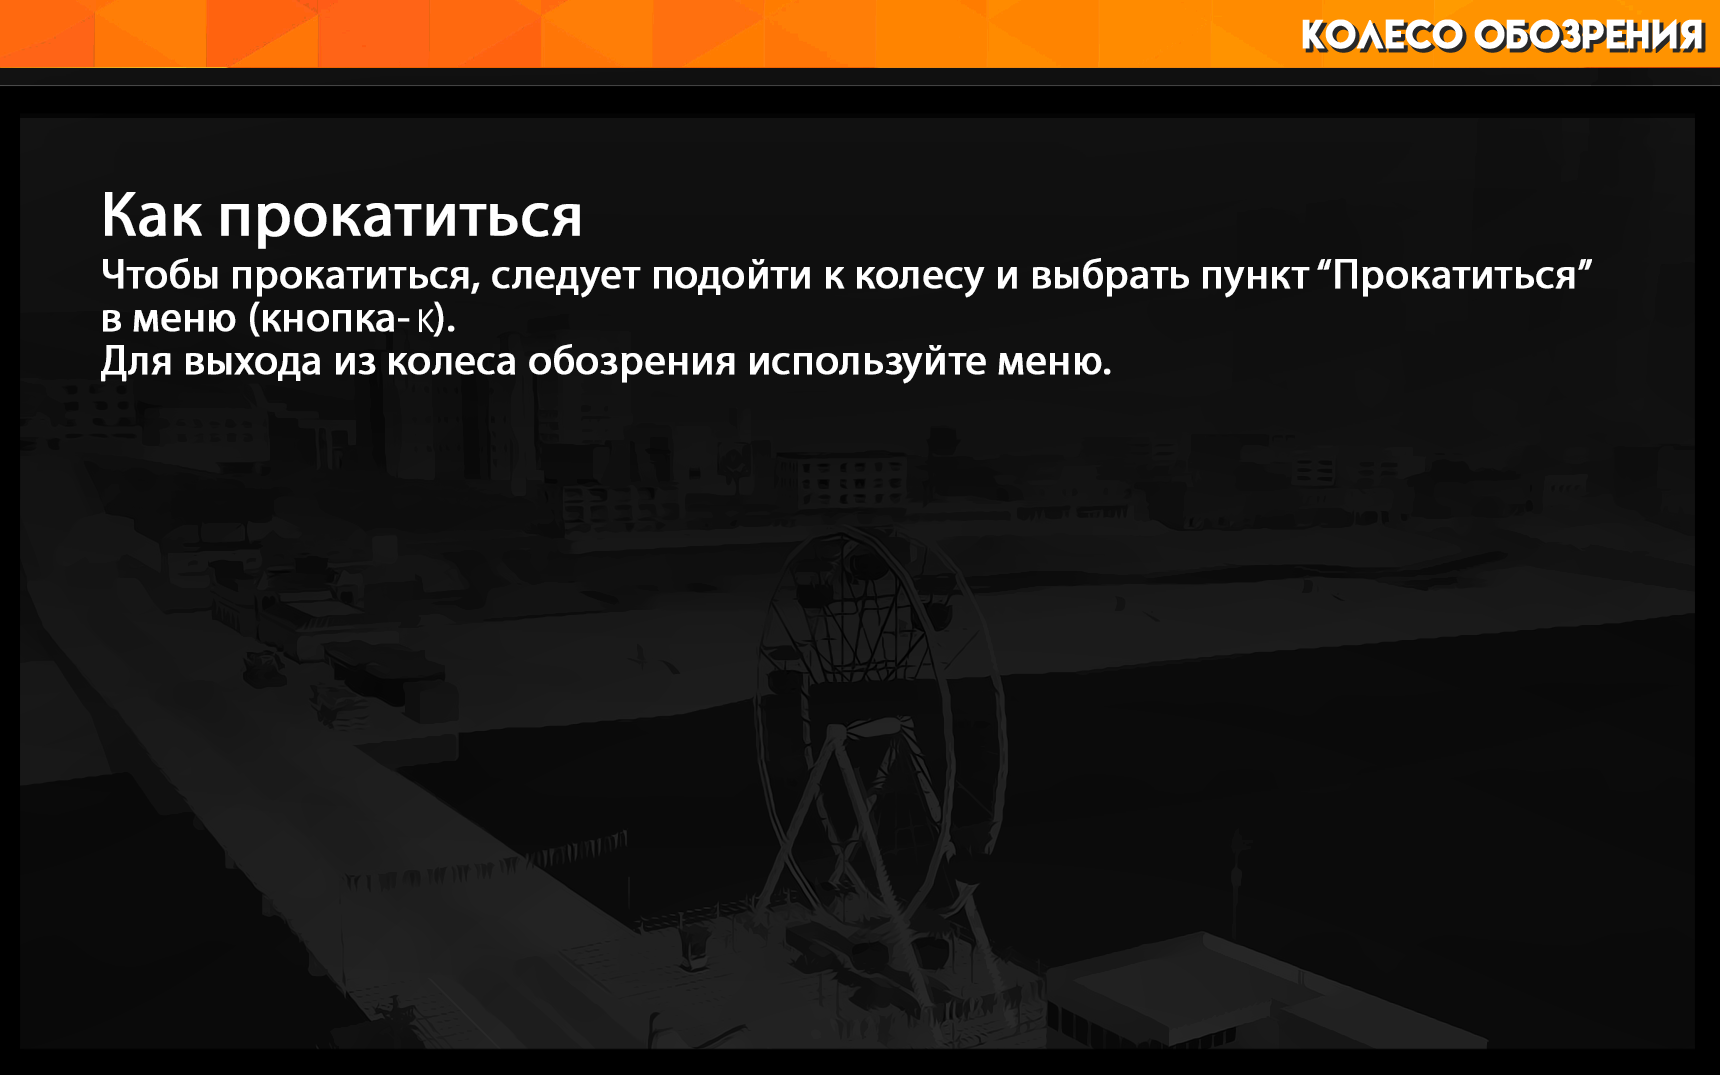 КОЛЕСО ОБОЗРЕНИЯ
Как прокатиться
Чтобы прокатиться, следует подойти к колесу и выбрать пункт “Прокатиться”
в меню (кнопка- К).
Для выхода из колеса обозрения используйте меню.